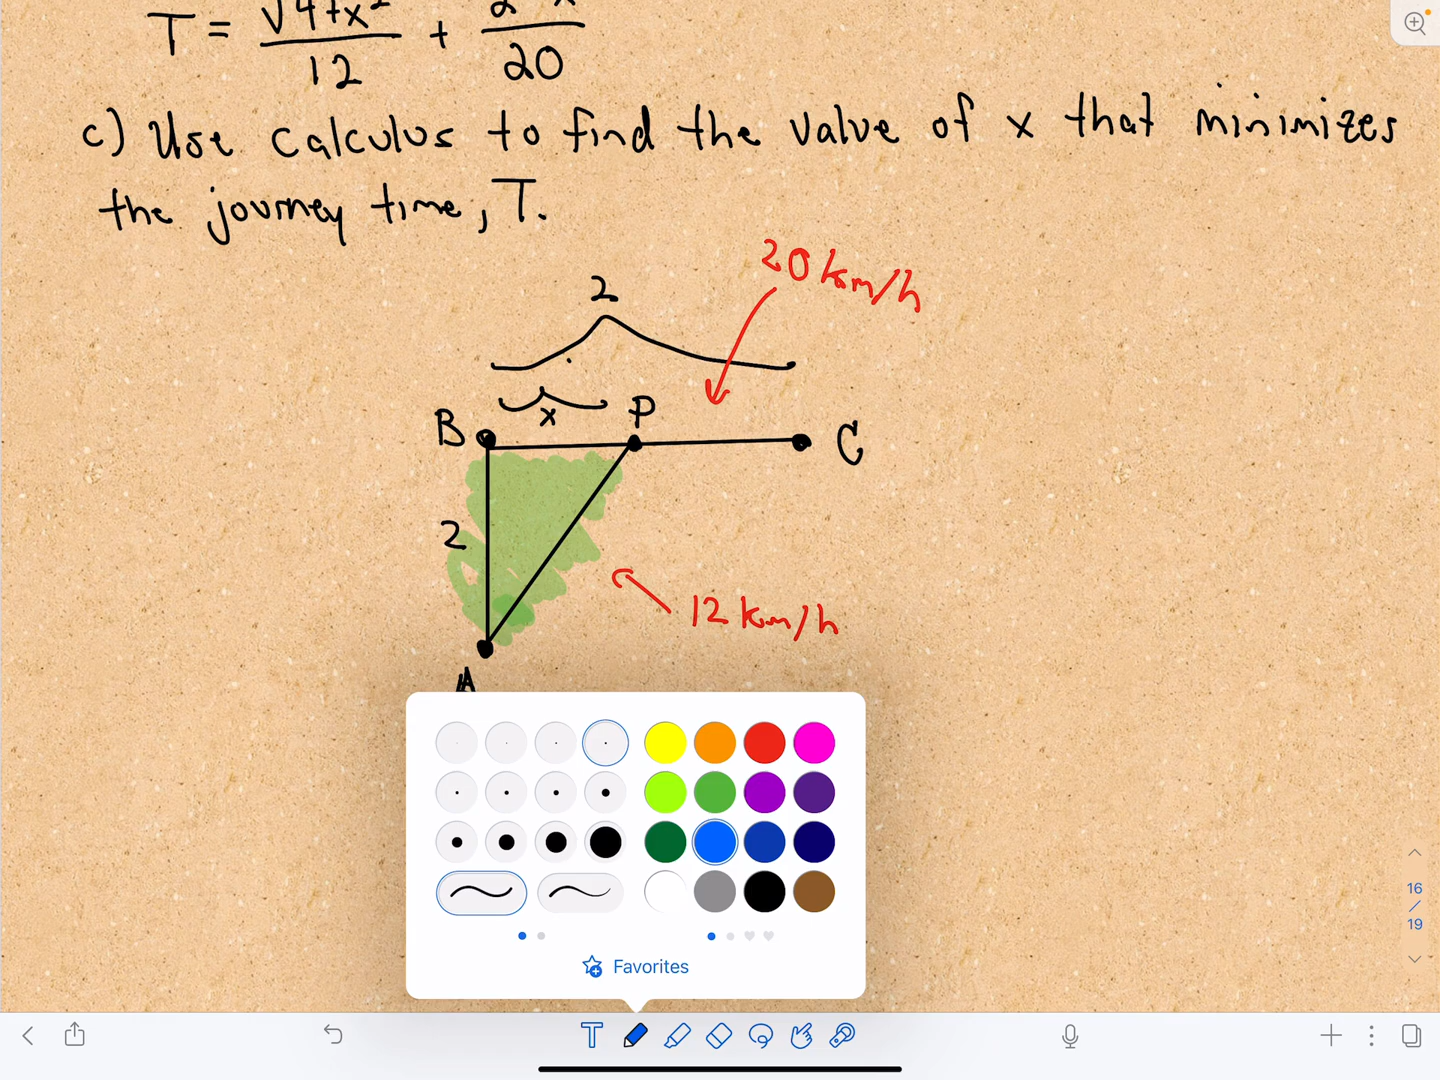 T = √4+x² / 12 + 2-x / 20
c) Use calculus to find the value of x that minimizes
the journey time, T.
20 km/h
2
x
B P C
2
12 km/h
A
16
/
19
Favorites
T